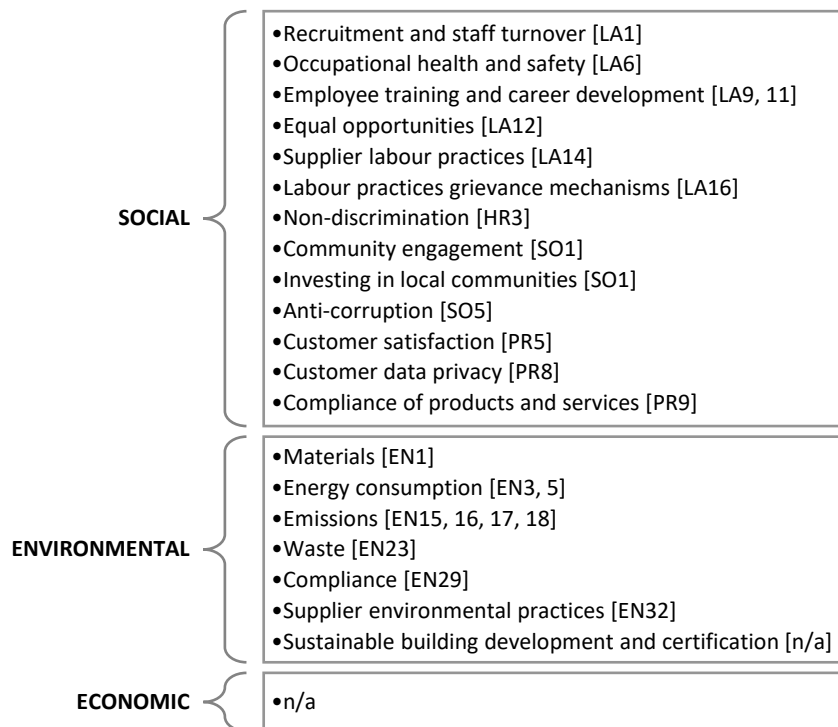 SOCIAL
•Recruitment and staff turnover [LA1]
•Occupational health and safety [LA6]
•Employee training and career development [LA9, 11]
•Equal opportunities [LA12]
•Supplier labour practices [LA14]
•Labour practices grievance mechanisms [LA16]
•Non-discrimination [HR3]
•Community engagement [SO1]
•Investing in local communities [SO1]
•Anti-corruption [SO5]
•Customer satisfaction [PR5]
•Customer data privacy [PR8]
•Compliance of products and services [PR9]
ENVIRONMENTAL
•Materials [EN1]
•Energy consumption [EN3, 5]
•Emissions [EN15, 16, 17, 18]
•Waste [EN23]
•Compliance [EN29]
•Supplier environmental practices [EN32]
•Sustainable building development and certification [n/a]
ECONOMIC
•n/a